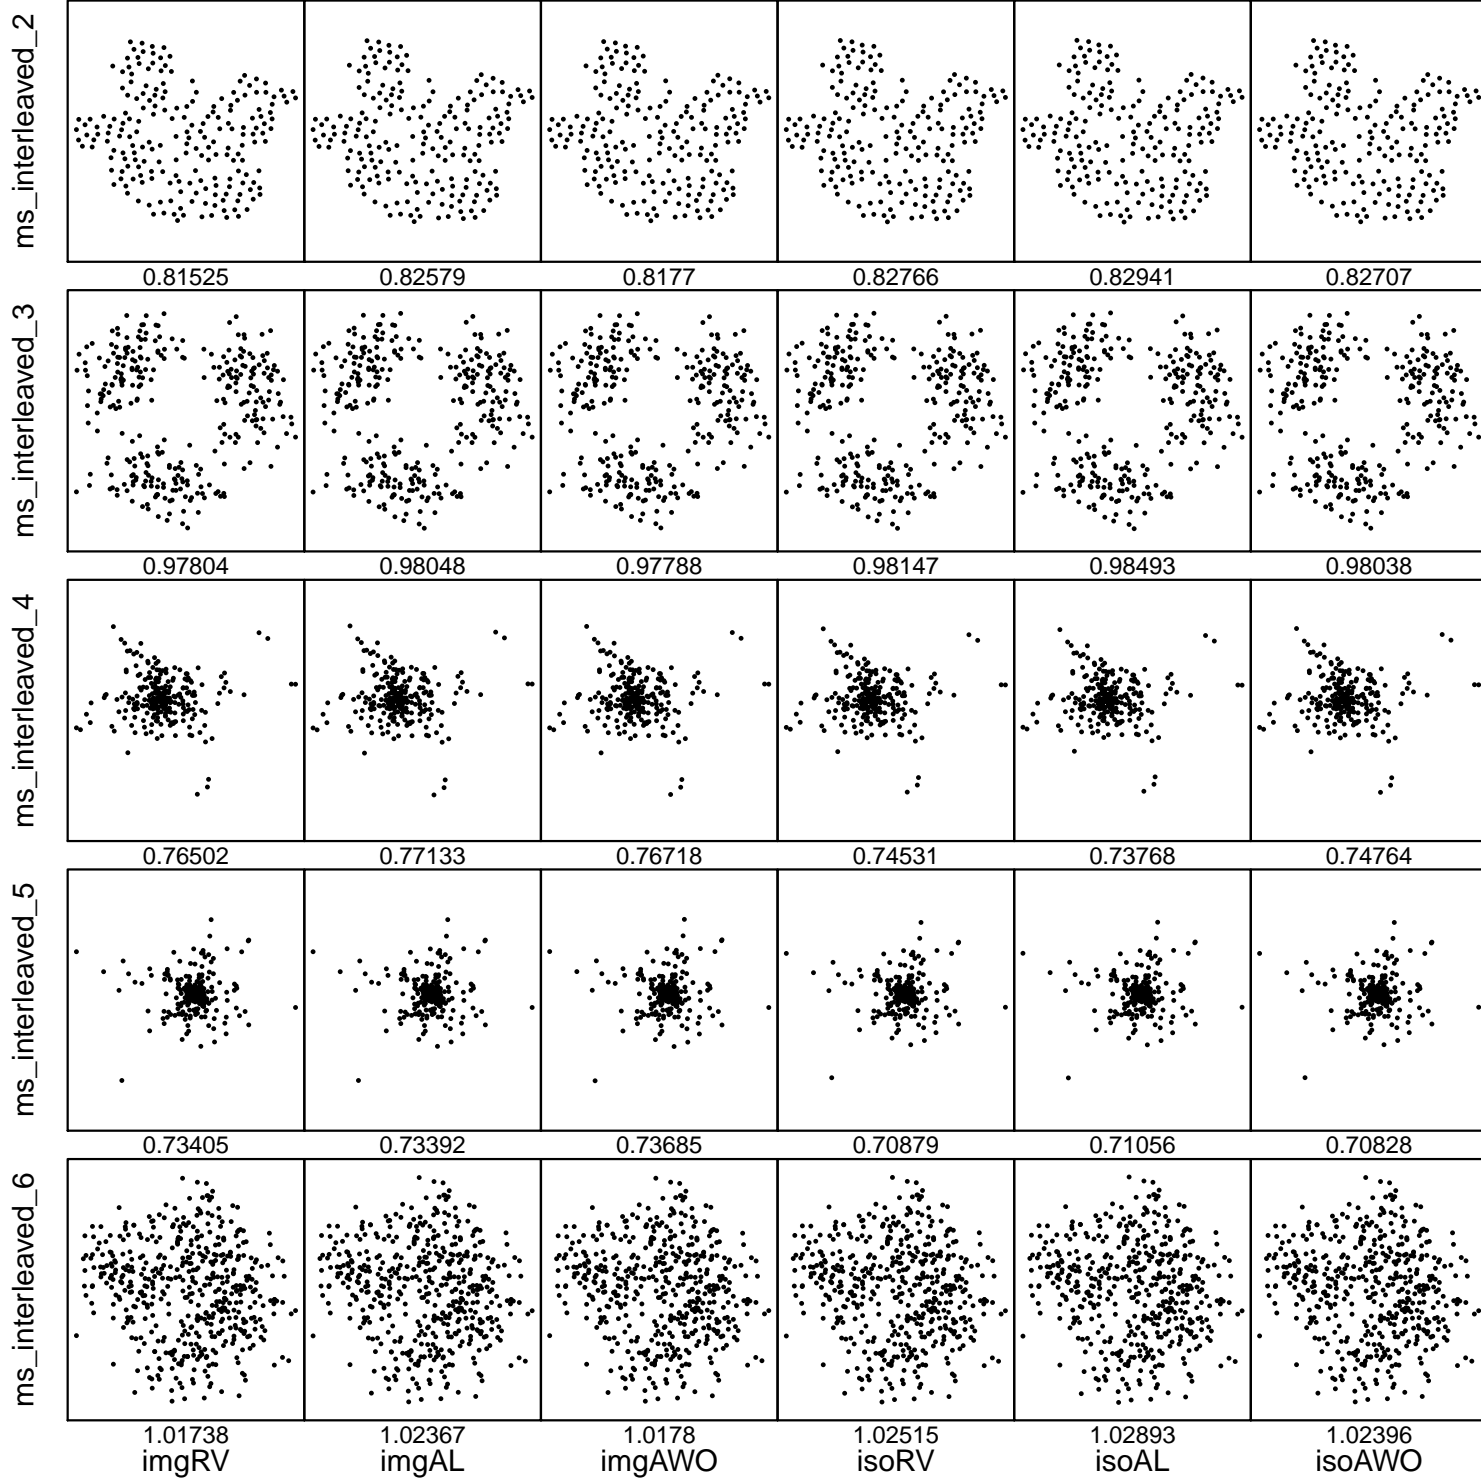 ms_interleaved_2
0.81525 0.82579 0.8177 0.82766 0.82941 0.82707
ms_interleaved_3
0.97804 0.98048 0.97788 0.98147 0.98493 0.98038
ms_interleaved_4
0.76502 0.77133 0.76718 0.74531 0.73768 0.74764
ms_interleaved_5
0.73405 0.73392 0.73685 0.70879 0.71056 0.70828
ms_interleaved_6
1.01738 1.02367 1.0178 1.02515 1.02893 1.02396
imgRV imgAL imgAWO isoRV isoAL isoAWO